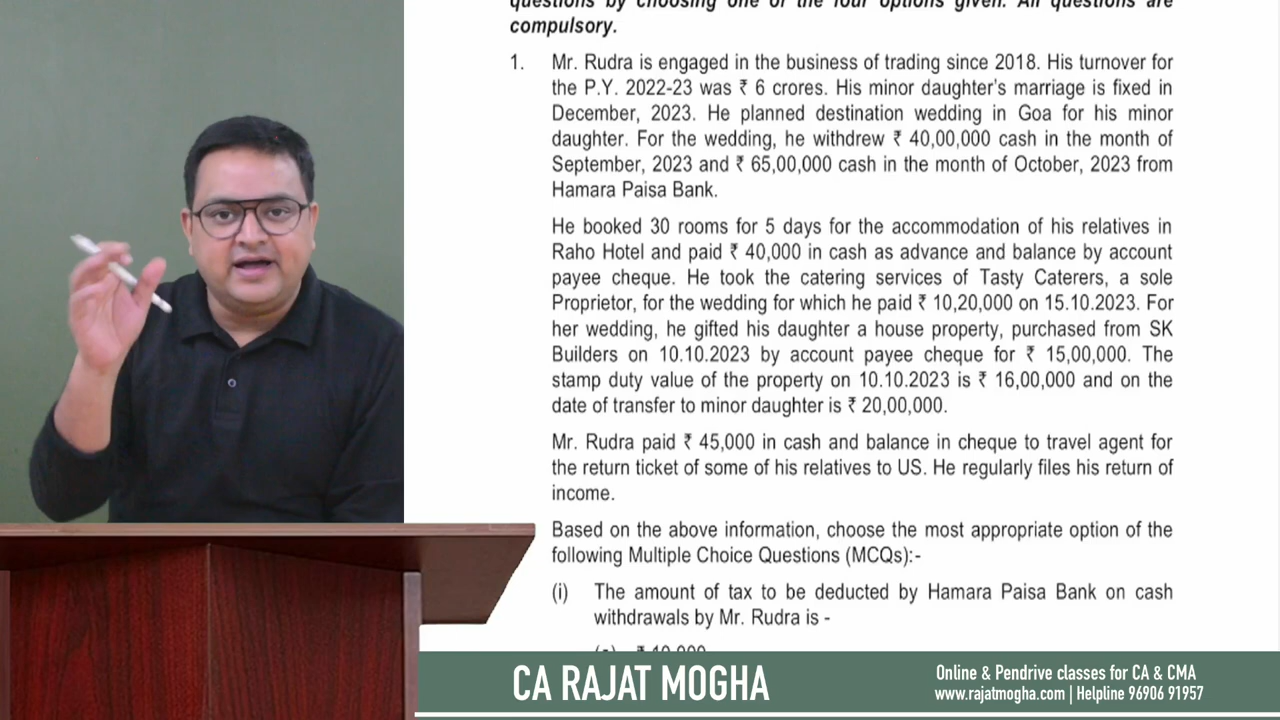 questions by choosing one of the four options given. All questions are
compulsory.
1. Mr. Rudra is engaged in the business of trading since 2018. His turnover for
the P.Y. 2022-23 was ₹ 6 crores. His minor daughter's marriage is fixed in
December, 2023. He planned destination wedding in Goa for his minor
daughter. For the wedding, he withdrew ₹ 40,00,000 cash in the month of
September, 2023 and ₹ 65,00,000 cash in the month of October, 2023 from
Hamara Paisa Bank.
He booked 30 rooms for 5 days for the accommodation of his relatives in
Raho Hotel and paid ₹ 40,000 in cash as advance and balance by account
payee cheque. He took the catering services of Tasty Caterers, a sole
Proprietor, for the wedding for which he paid ₹ 10,20,000 on 15.10.2023. For
her wedding, he gifted his daughter a house property, purchased from SK
Builders on 10.10.2023 by account payee cheque for ₹ 15,00,000. The
stamp duty value of the property on 10.10.2023 is ₹ 16,00,000 and on the
date of transfer to minor daughter is ₹ 20,00,000.
Mr. Rudra paid ₹ 45,000 in cash and balance in cheque to travel agent for
the return ticket of some of his relatives to US. He regularly files his return of
income.
Based on the above information, choose the most appropriate option of the
following Multiple Choice Questions (MCQs):-
(i) The amount of tax to be deducted by Hamara Paisa Bank on cash
withdrawals by Mr. Rudra is -
CA RAJAT MOGHA
Online & Pendrive classes for CA & CMA
www.rajatmogha.com | Helpline 96906 91957